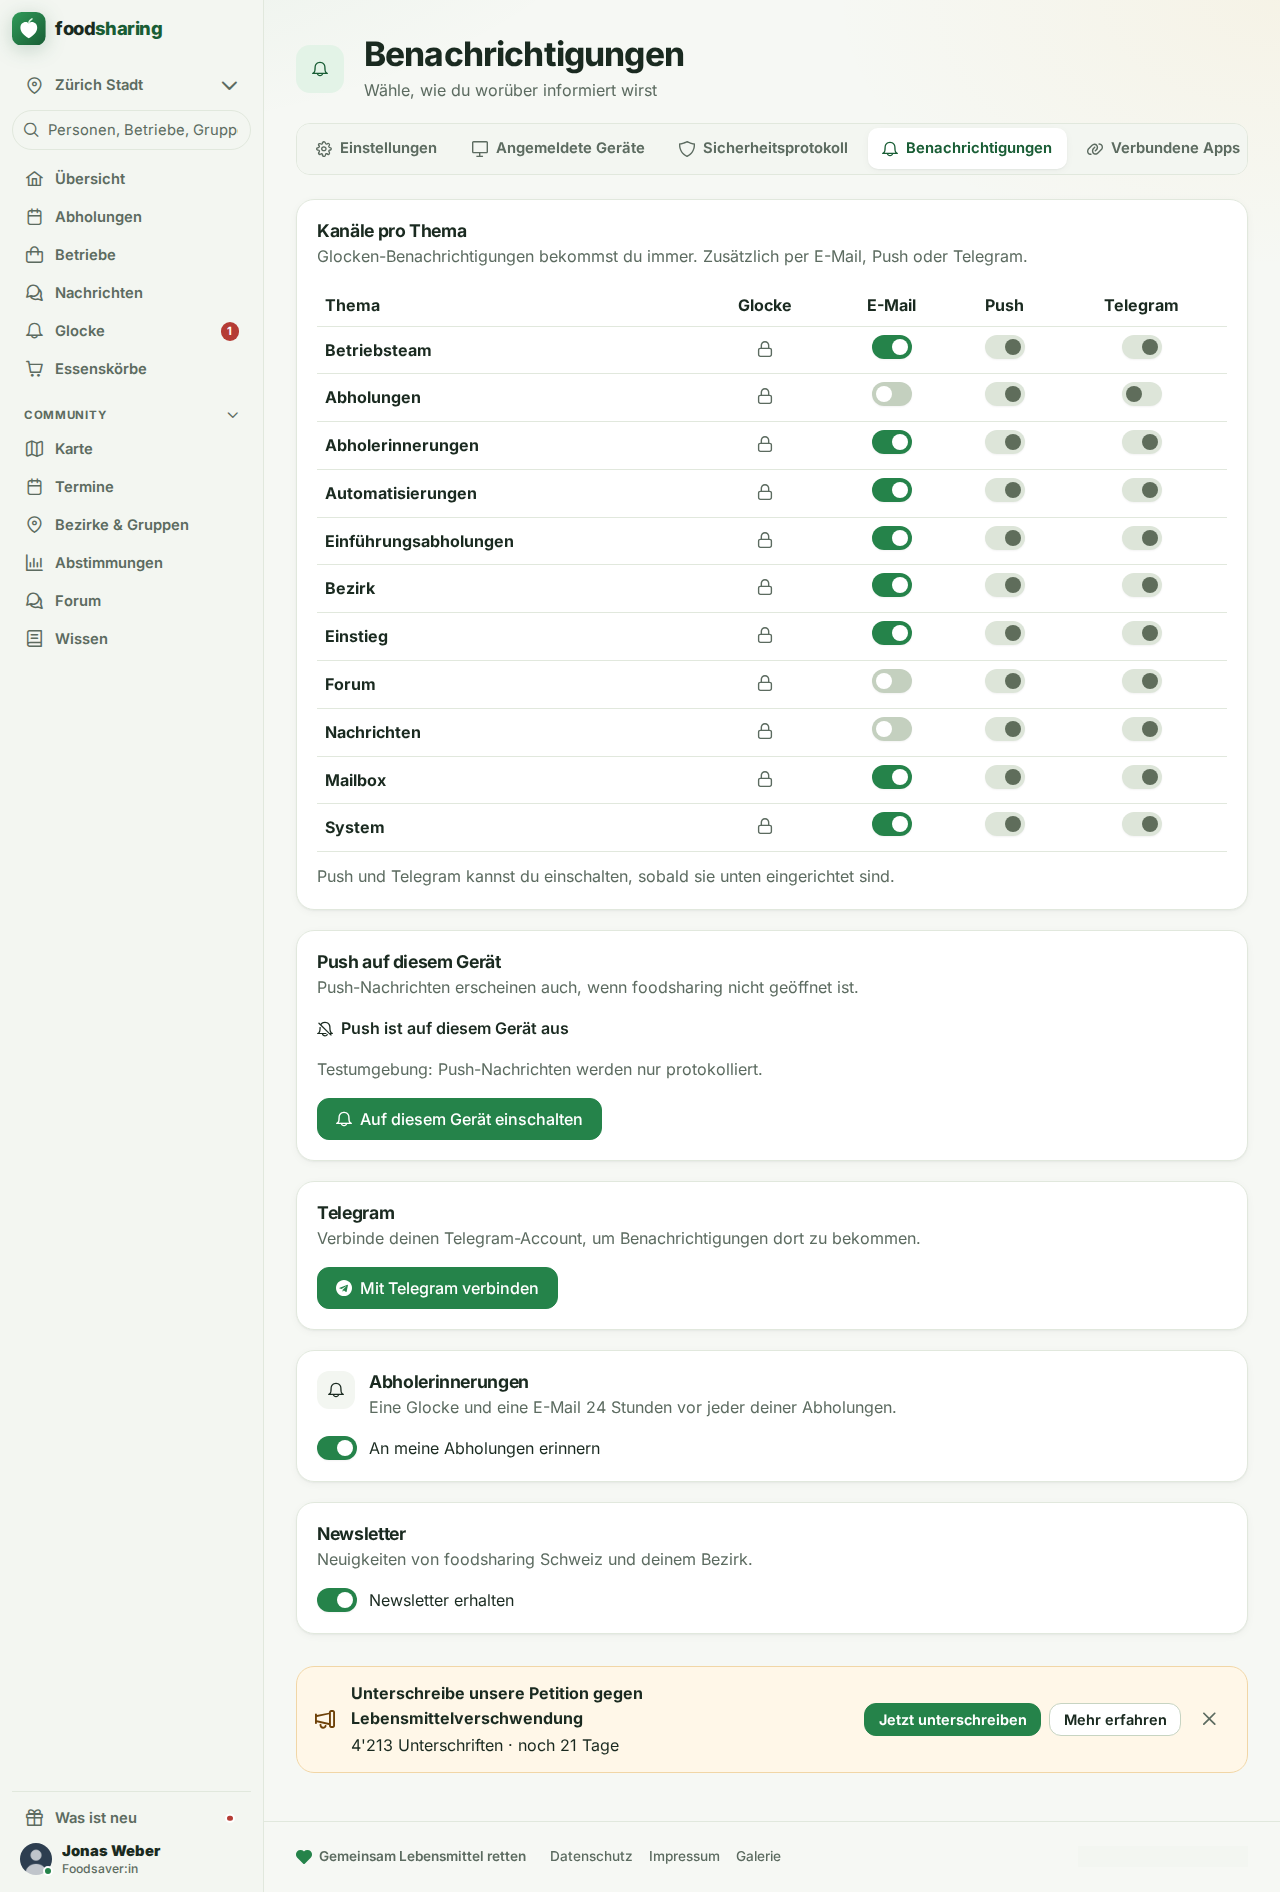 foodsharing
Zürich Stadt
Personen, Betriebe, Grupp
Übersicht
Abholungen
Betriebe
Nachrichten
Glocke
1
Essenskörbe
COMMUNITY
Karte
Termine
Bezirke & Gruppen
Abstimmungen
Forum
Wissen
Was ist neu
Jonas Weber
Foodsaver:in
Benachrichtigungen
Wähle, wie du worüber informiert wirst
Einstellungen
Angemeldete Geräte
Sicherheitsprotokoll
Benachrichtigungen
Verbundene Apps
Kanäle pro Thema
Glocken-Benachrichtigungen bekommst du immer. Zusätzlich per E-Mail, Push oder Telegram.
Thema Glocke E-Mail Push Telegram
Betriebsteam
Abholungen
Abholerinnerungen
Automatisierungen
Einführungsabholungen
Bezirk
Einstieg
Forum
Nachrichten
Mailbox
System
Push und Telegram kannst du einschalten, sobald sie unten eingerichtet sind.
Push auf diesem Gerät
Push-Nachrichten erscheinen auch, wenn foodsharing nicht geöffnet ist.
Push ist auf diesem Gerät aus
Testumgebung: Push-Nachrichten werden nur protokolliert.
Auf diesem Gerät einschalten
Telegram
Verbinde deinen Telegram-Account, um Benachrichtigungen dort zu bekommen.
Mit Telegram verbinden
Abholerinnerungen
Eine Glocke und eine E-Mail 24 Stunden vor jeder deiner Abholungen.
An meine Abholungen erinnern
Newsletter
Neuigkeiten von foodsharing Schweiz und deinem Bezirk.
Newsletter erhalten
Unterschreibe unsere Petition gegen
Lebensmittelverschwendung
4'213 Unterschriften · noch 21 Tage
Jetzt unterschreiben
Mehr erfahren
Gemeinsam Lebensmittel retten
Datenschutz
Impressum
Galerie